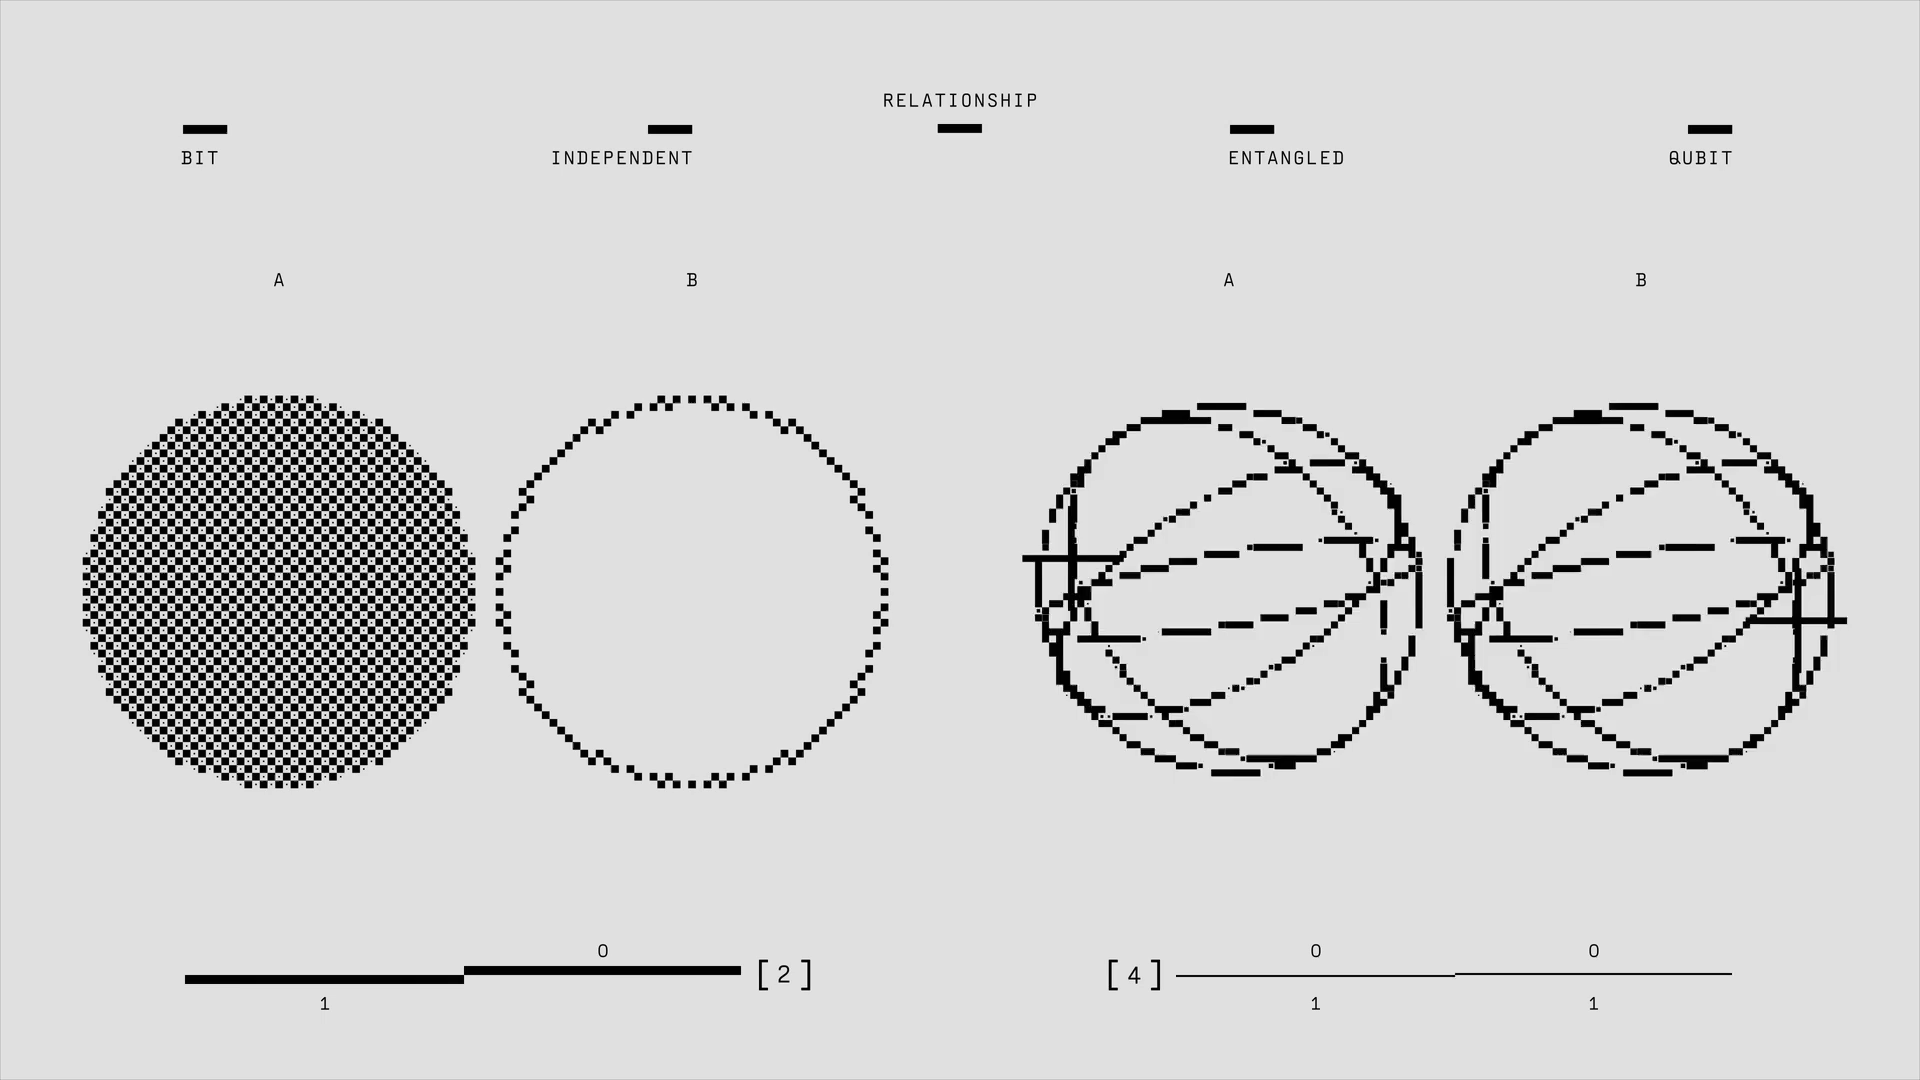 RELATIONSHIP
BIT
INDEPENDENT
ENTANGLED
QUBIT
A
B
A
B
0
1
[ 2 ]
[ 4 ]
0
0
1
1